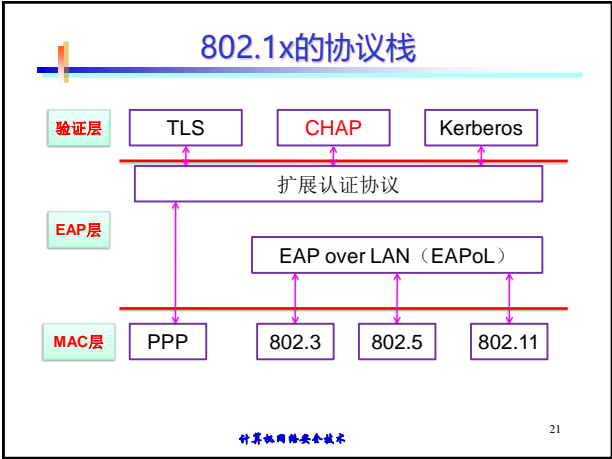 802.1x的协议栈
验证层 TLS CHAP Kerberos
扩展认证协议
EAP层
EAP over LAN（EAPoL）
MAC层 PPP 802.3 802.5 802.11
计算机网络安全技术
21